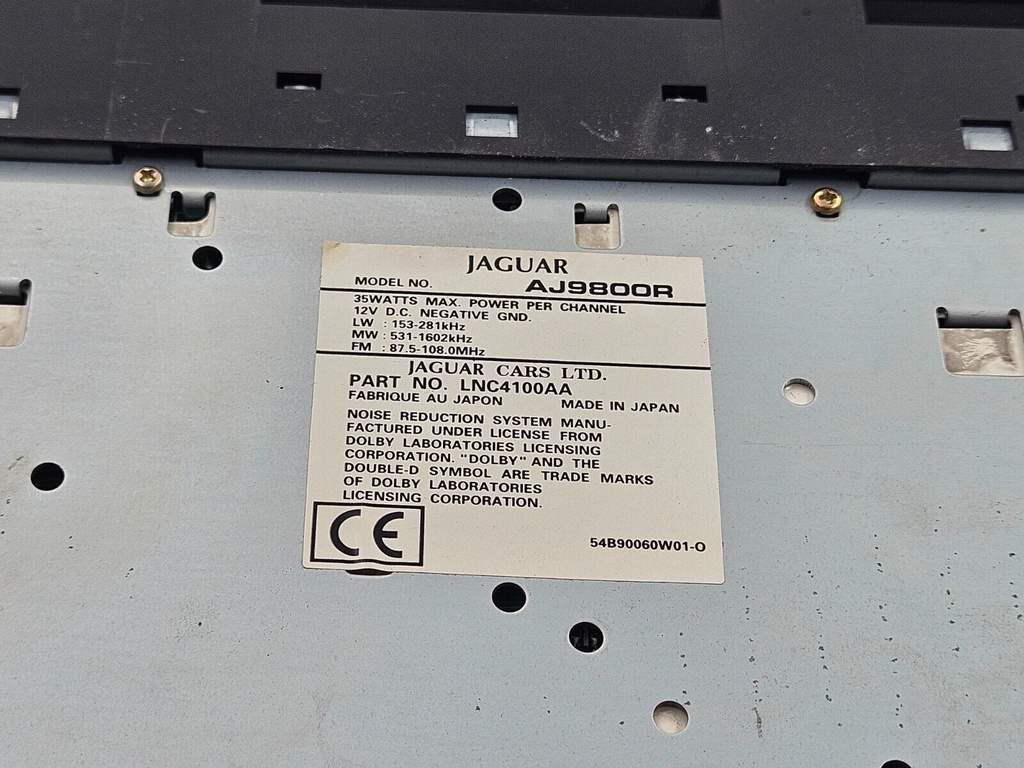 JAGUAR
MODEL NO. AJ9800R
35WATTS MAX. POWER PER CHANNEL
12V D.C. NEGATIVE GND.
LW : 153-281kHz
MW : 531-1602kHz
FM : 87.5-108.0MHz
JAGUAR CARS LTD.
PART NO. LNC4100AA
FABRIQUE AU JAPON MADE IN JAPAN
NOISE REDUCTION SYSTEM MANU-
FACTURED UNDER LICENSE FROM
DOLBY LABORATORIES LICENSING
CORPORATION. "DOLBY" AND THE
DOUBLE-D SYMBOL ARE TRADE MARKS
OF DOLBY LABORATORIES
LICENSING CORPORATION.
CE
54B90060W01-O